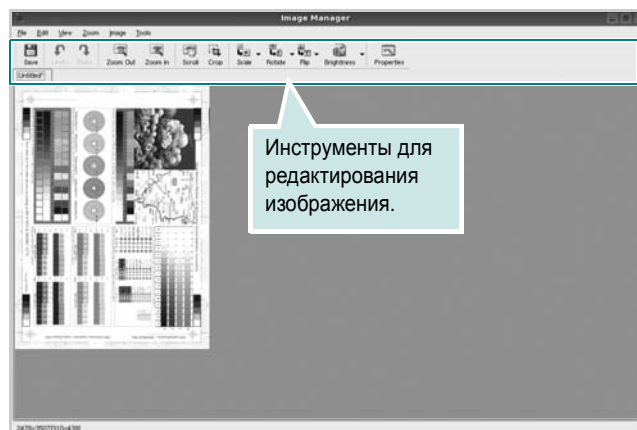 Image Manager
File Edit View Zoom Image Tools
Save Undo Redo Zoom Out Zoom In Scroll Crop Scale Rotate Flip Brightness Properties
Untitled*
Инструменты для
редактирования
изображения.